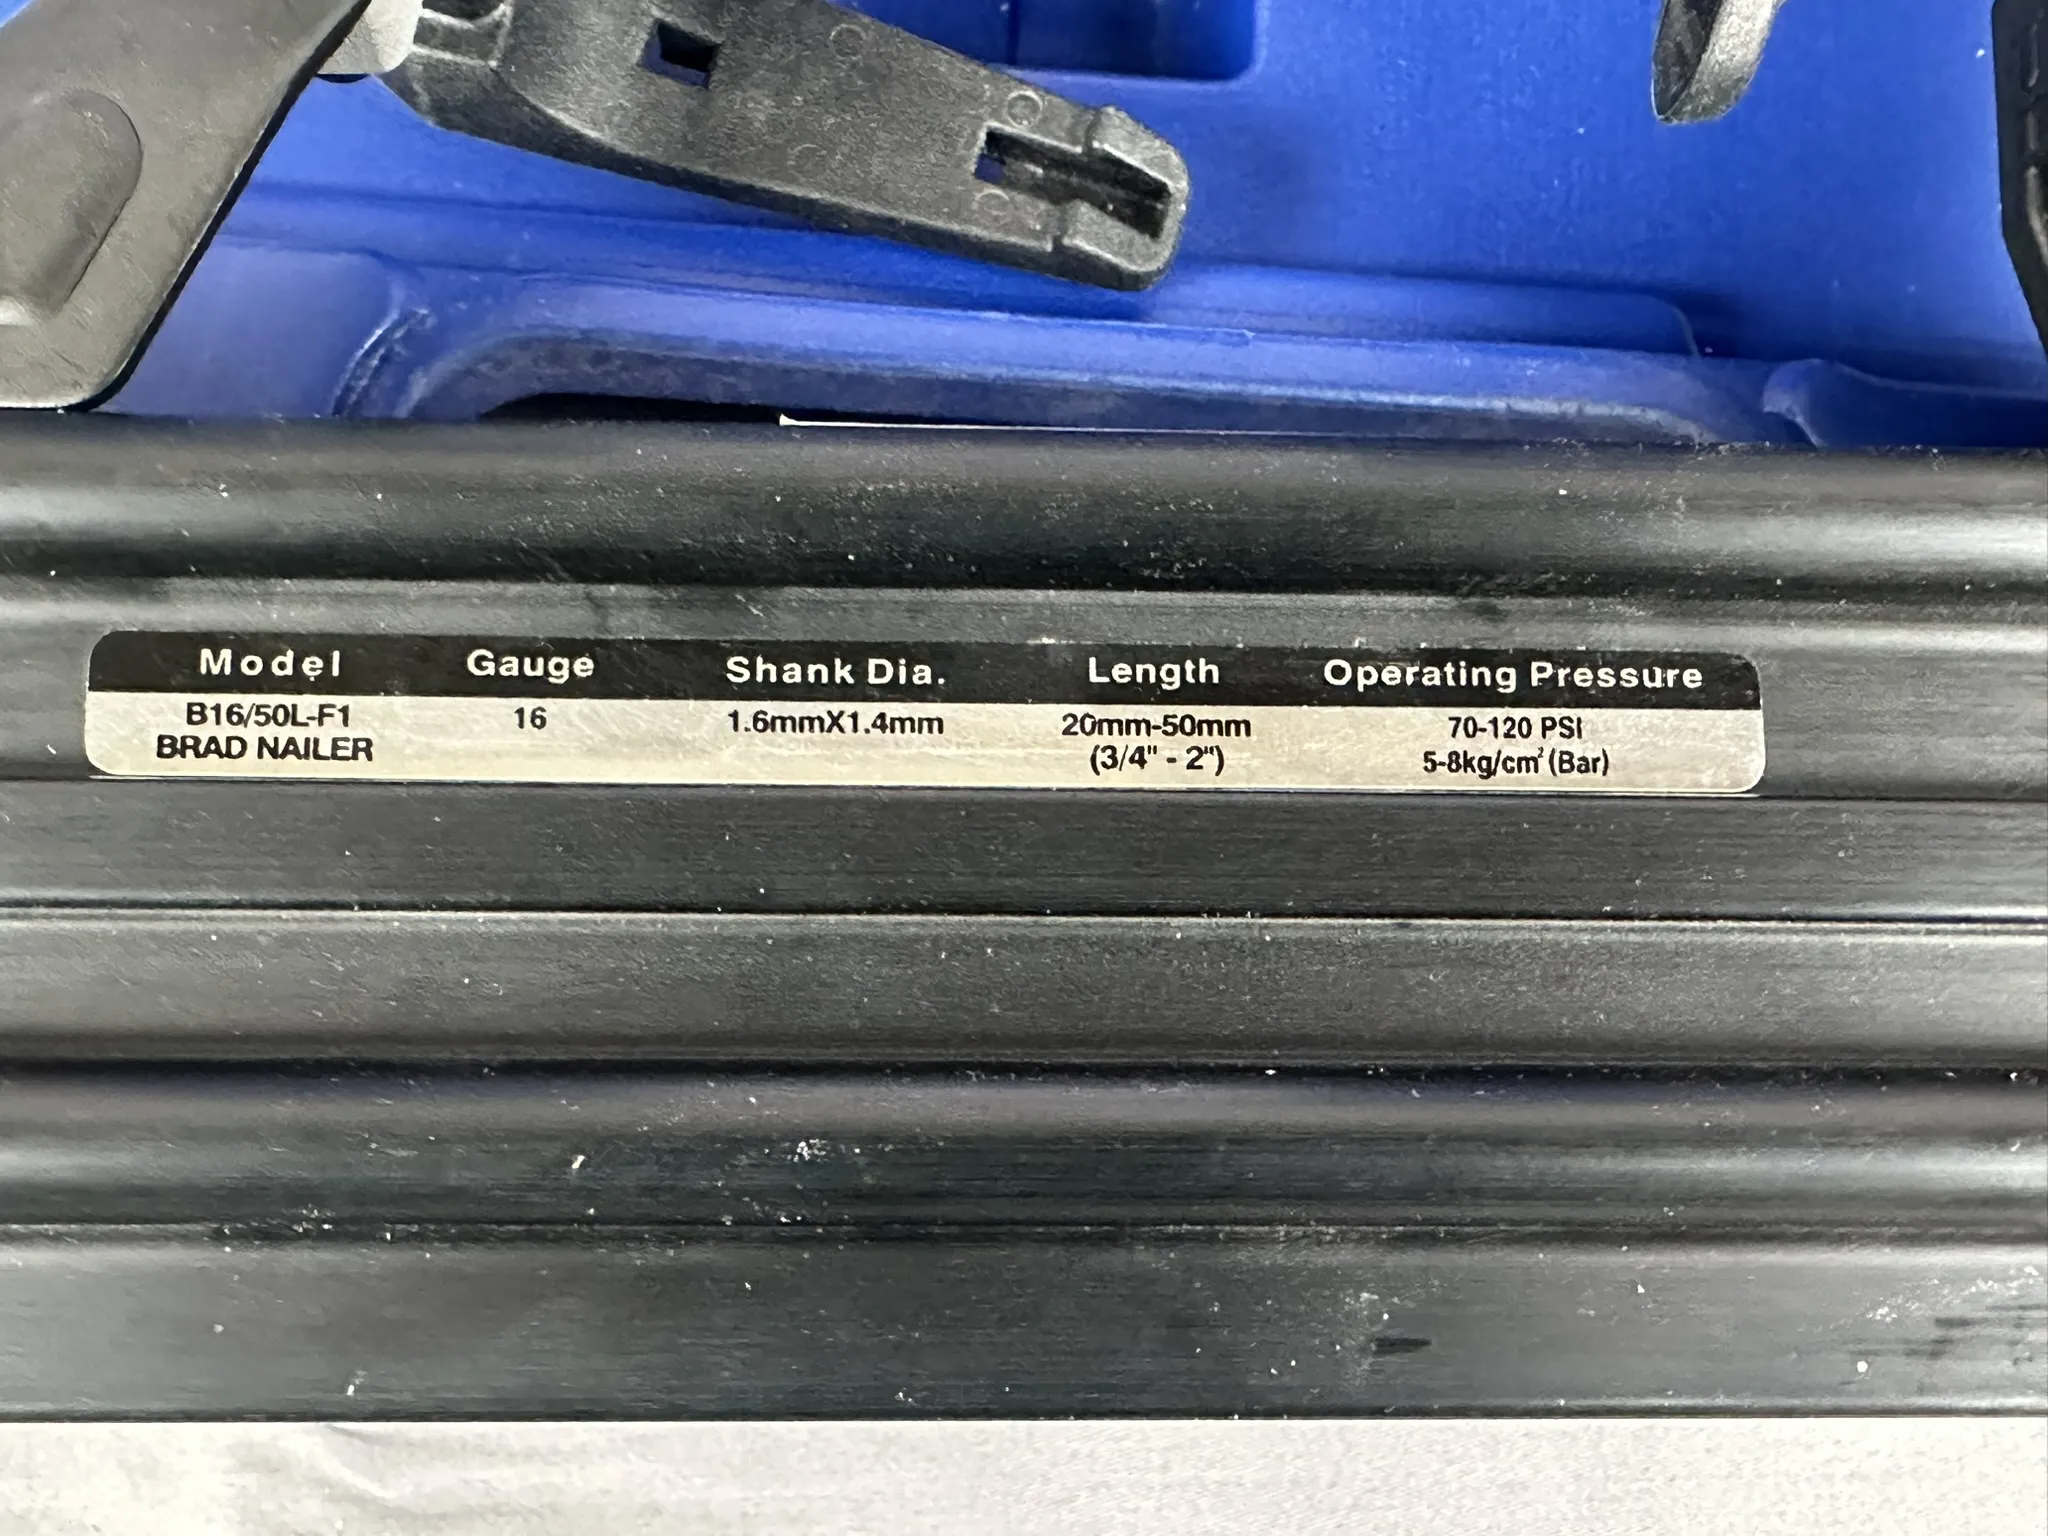 Model Gauge Shank Dia. Length Operating Pressure
B16/50L-F1 16 1.6mmX1.4mm 20mm-50mm 70-120 PSI
BRAD NAILER (3/4" - 2") 5-8kg/cm² (Bar)